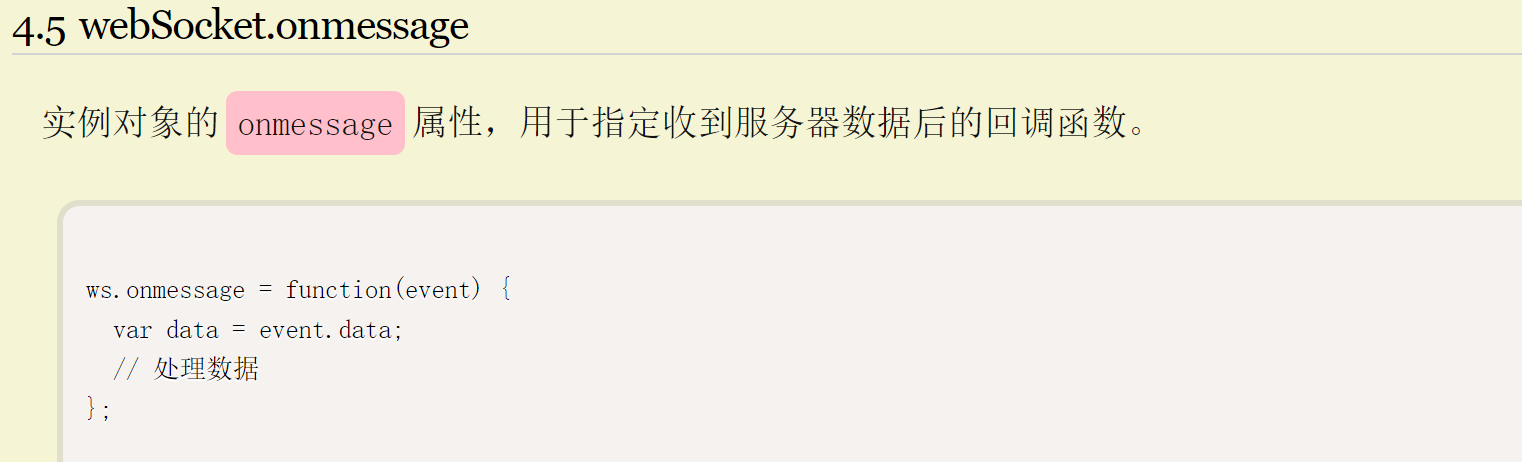 4.5 webSocket.onmessage
实例对象的 onmessage 属性，用于指定收到服务器数据后的回调函数。
ws.onmessage = function(event) {
  var data = event.data;
  // 处理数据
};